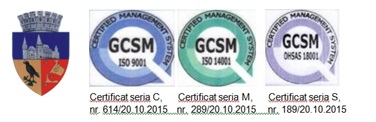 CERTIFIED MANAGEMENT SYSTEM
GCSM
ISO 9001
CERTIFIED MANAGEMENT SYSTEM
GCSM
ISO 14001
CERTIFIED MANAGEMENT SYSTEM
GCSM
OHSAS 18001
Certificat seria C,
nr. 614/20.10.2015
Certificat seria M,
nr. 289/20.10.2015
Certificat seria S,
nr. 189/20.10.2015